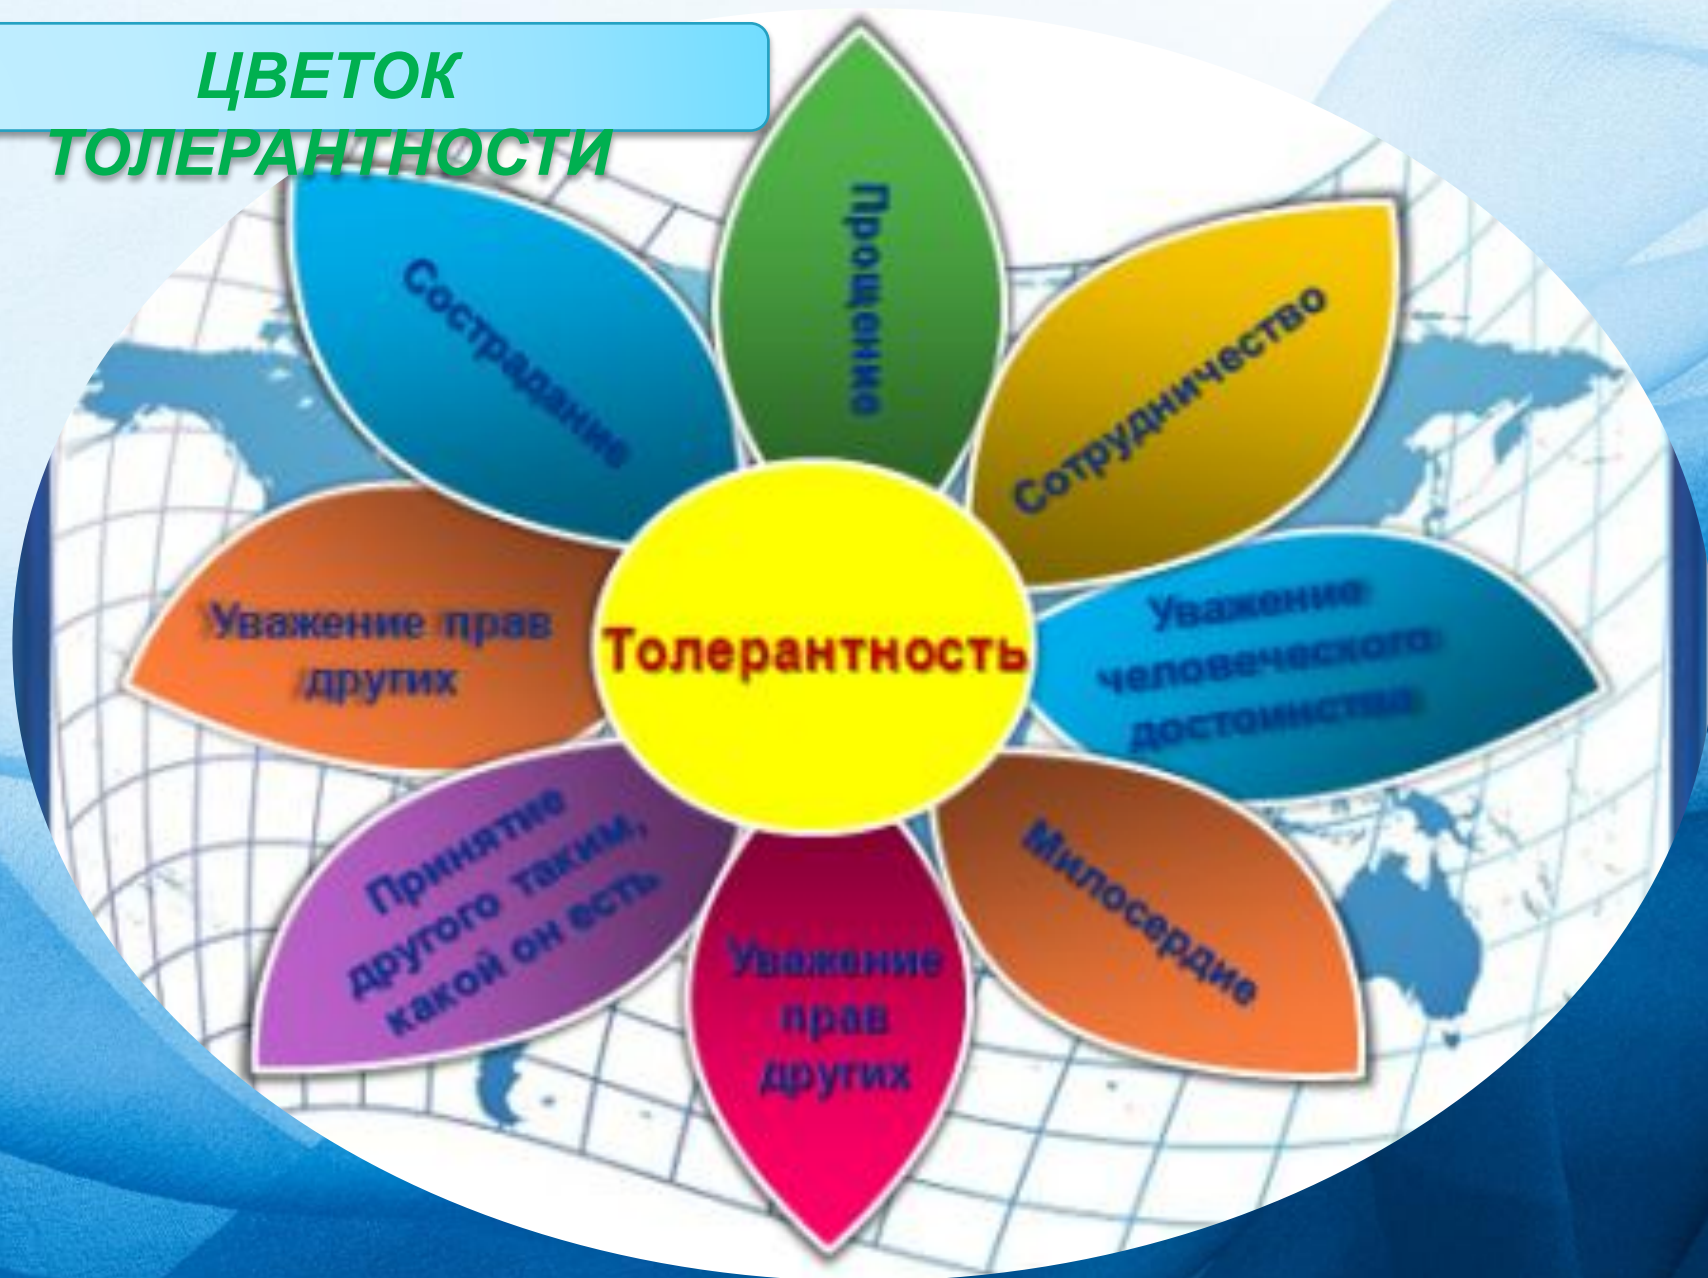 ЦВЕТОК
ТОЛЕРАНТНОСТИ
Прощение
Сострадание
Сотрудничество
Уважение прав
других
Толерантность
Уважение
человеческого
достоинства
Принятие
другого таким,
какой он есть
Милосердие
Уважение
прав
других